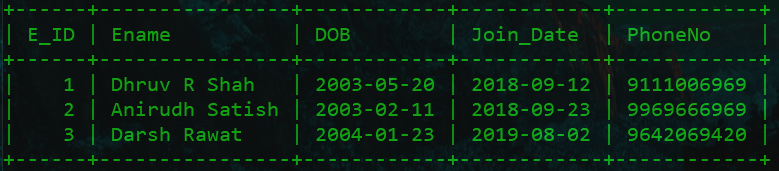 +------+----------------+------------+------------+------------+
| E_ID | Ename          | DOB        | Join_Date  | PhoneNo    |
+------+----------------+------------+------------+------------+
|    1 | Dhruv R Shah   | 2003-05-20 | 2018-09-12 | 9111006969 |
|    2 | Anirudh Satish | 2003-02-11 | 2018-09-23 | 9969666969 |
|    3 | Darsh Rawat    | 2004-01-23 | 2019-08-02 | 9642069420 |
+------+----------------+------------+------------+------------+